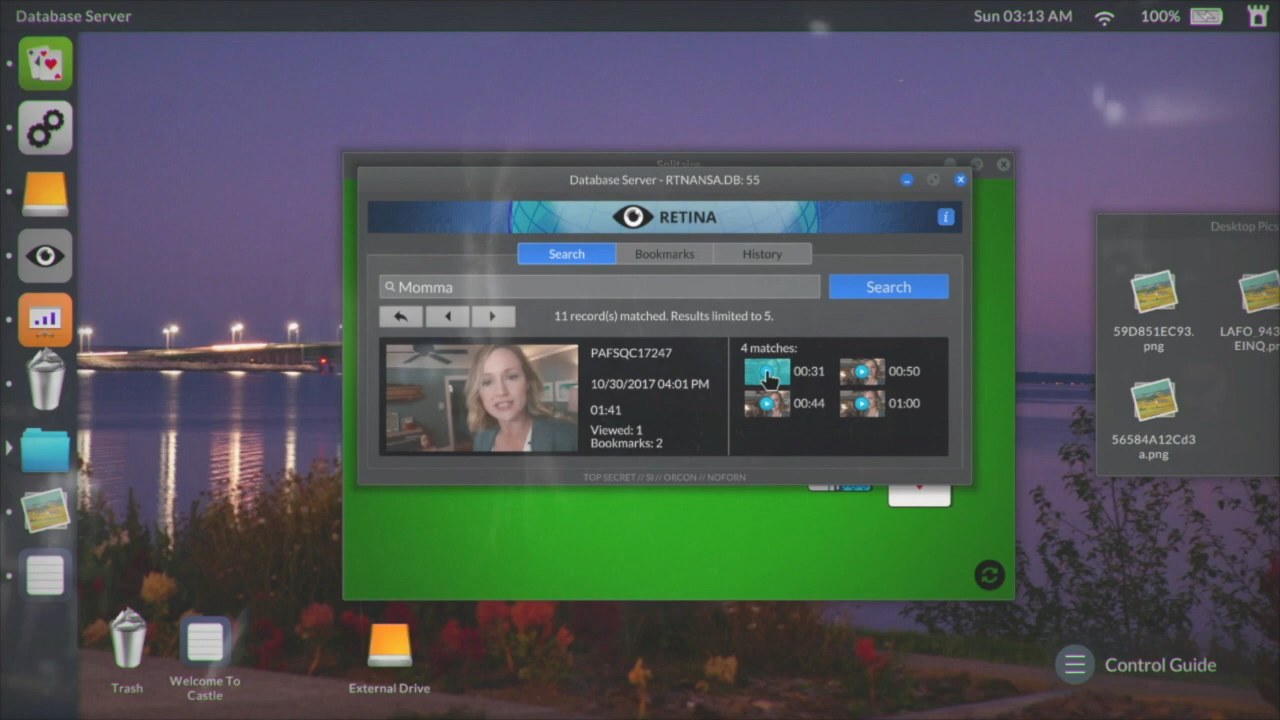 Database Server
Sun 03:13 AM
100%
Solitaire
Database Server - RTNANSA.DB: 55
RETINA
i
Search
Bookmarks
History
Momma
Search
11 record(s) matched. Results limited to 5.
PAFSQC17247
10/30/2017 04:01 PM
01:41
Viewed: 1
Bookmarks: 2
4 matches:
00:31
00:50
00:44
01:00
TOP SECRET // SI // ORCON // NOFORN
Desktop Pics
59D851EC93.
png
LAFO_943
EINQ.pr
56584A12Cd3
a.png
Trash
Welcome To
Castle
External Drive
Control Guide